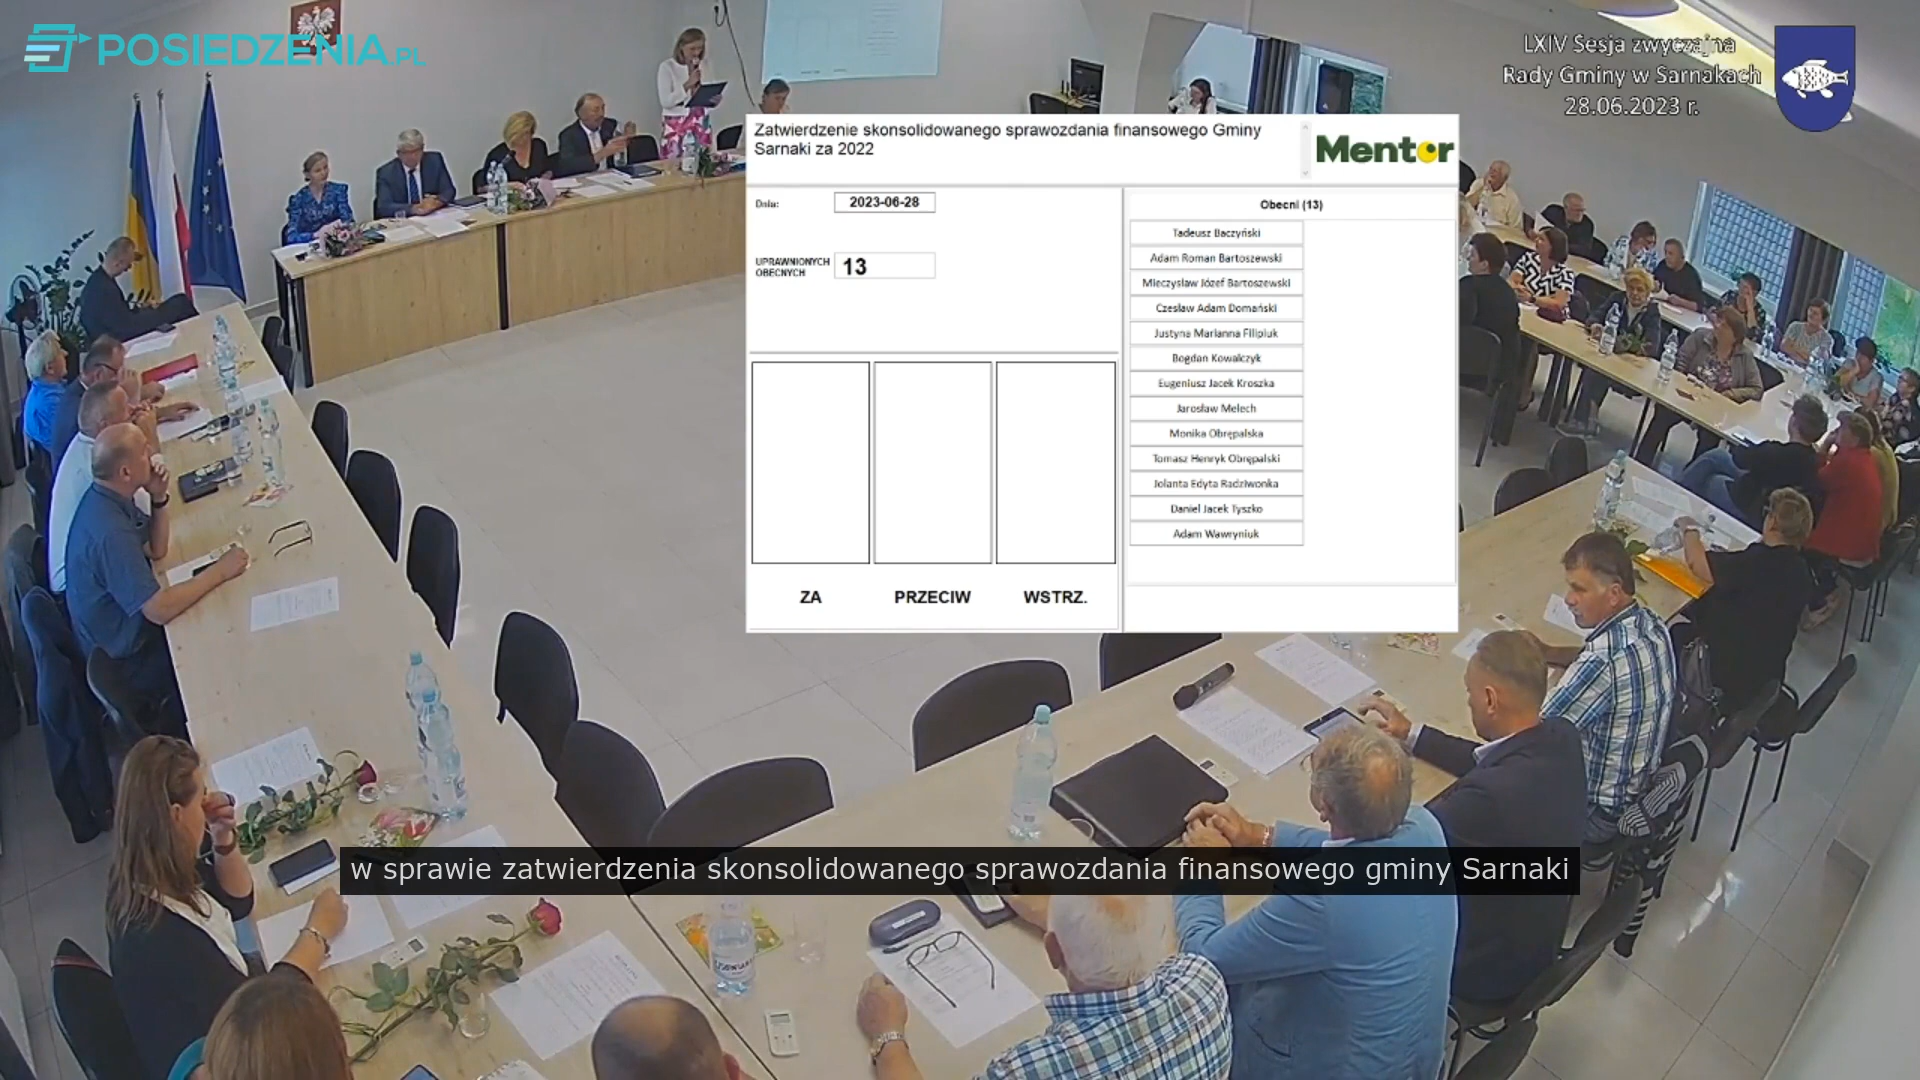 POSIEDZENIA.PL
LXIV Sesja zwyczajna
Rady Gminy w Sarnakach
28.06.2023 r.
Zatwierdzenie skonsolidowanego sprawozdania finansowego Gminy
Sarnaki za 2022
Mentor
Dnia:
2023-06-28
UPRAWNIONYCH
OBECNYCH
13
ZA
PRZECIW
WSTRZ.
Obecni (13)
Tadeusz Baczyński
Adam Roman Bartoszewski
Mieczysław Józef Bartoszewski
Czesław Adam Domański
Justyna Marianna Filipiuk
Bogdan Kowalczyk
Eugeniusz Jacek Kroszka
Jarosław Melech
Monika Obrępalska
Tomasz Henryk Obrępalski
Jolanta Edyta Radziwonka
Daniel Jacek Tyszko
Adam Wawryniuk
w sprawie zatwierdzenia skonsolidowanego sprawozdania finansowego gminy Sarnaki